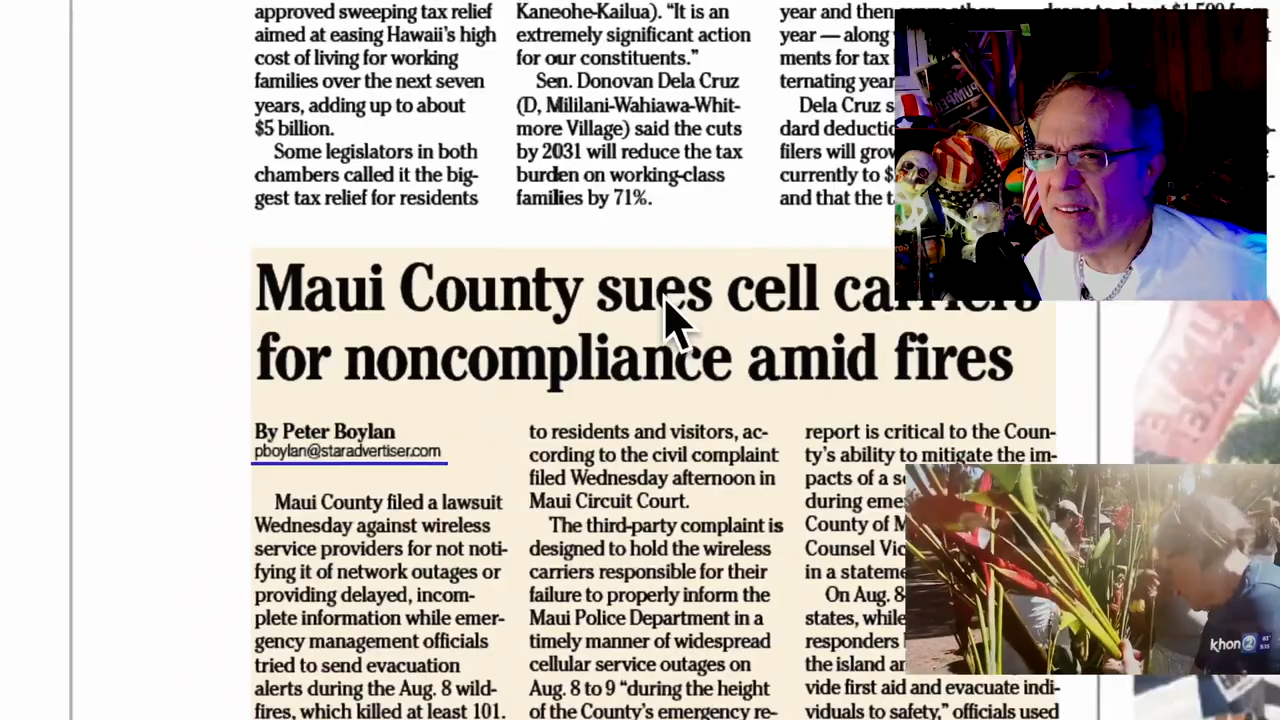 approved sweeping tax relief
aimed at easing Hawaii's high
cost of living for working
families over the next seven
years, adding up to about
$5 billion.
Some legislators in both
chambers called it the big-
gest tax relief for residents
Kaneohe-Kailua). “It is an
extremely significant action
for our constituents.”
Sen. Donovan Dela Cruz
(D, Mililani-Wahiawa-Whit-
more Village) said the cuts
by 2031 will reduce the tax
burden on working-class
families by 71%.
year and then
year — along
ments for tax
ternating year
Dela Cruz s
dard deductio
filers will grow
currently to $
and that the t
Maui County sues cell carriers
for noncompliance amid fires
By Peter Boylan
pboylan@staradvertiser.com
Maui County filed a lawsuit
Wednesday against wireless
service providers for not noti-
fying it of network outages or
providing delayed, incom-
plete information while emer-
gency management officials
tried to send evacuation
alerts during the Aug. 8 wild-
fires, which killed at least 101.
to residents and visitors, ac-
cording to the civil complaint
filed Wednesday afternoon in
Maui Circuit Court.
The third-party complaint is
designed to hold the wireless
carriers responsible for their
failure to properly inform the
Maui Police Department in a
timely manner of widespread
cellular service outages on
Aug. 8 to 9 “during the height
of the County's emergency re-
report is critical to the Coun-
ty's ability to mitigate the im-
pacts of a se
during eme
County of M
Counsel Vic
in a stateme
On Aug. 8
states, while
responders
the island an
vide first aid and evacuate indi-
viduals to safety,” officials used
khon2